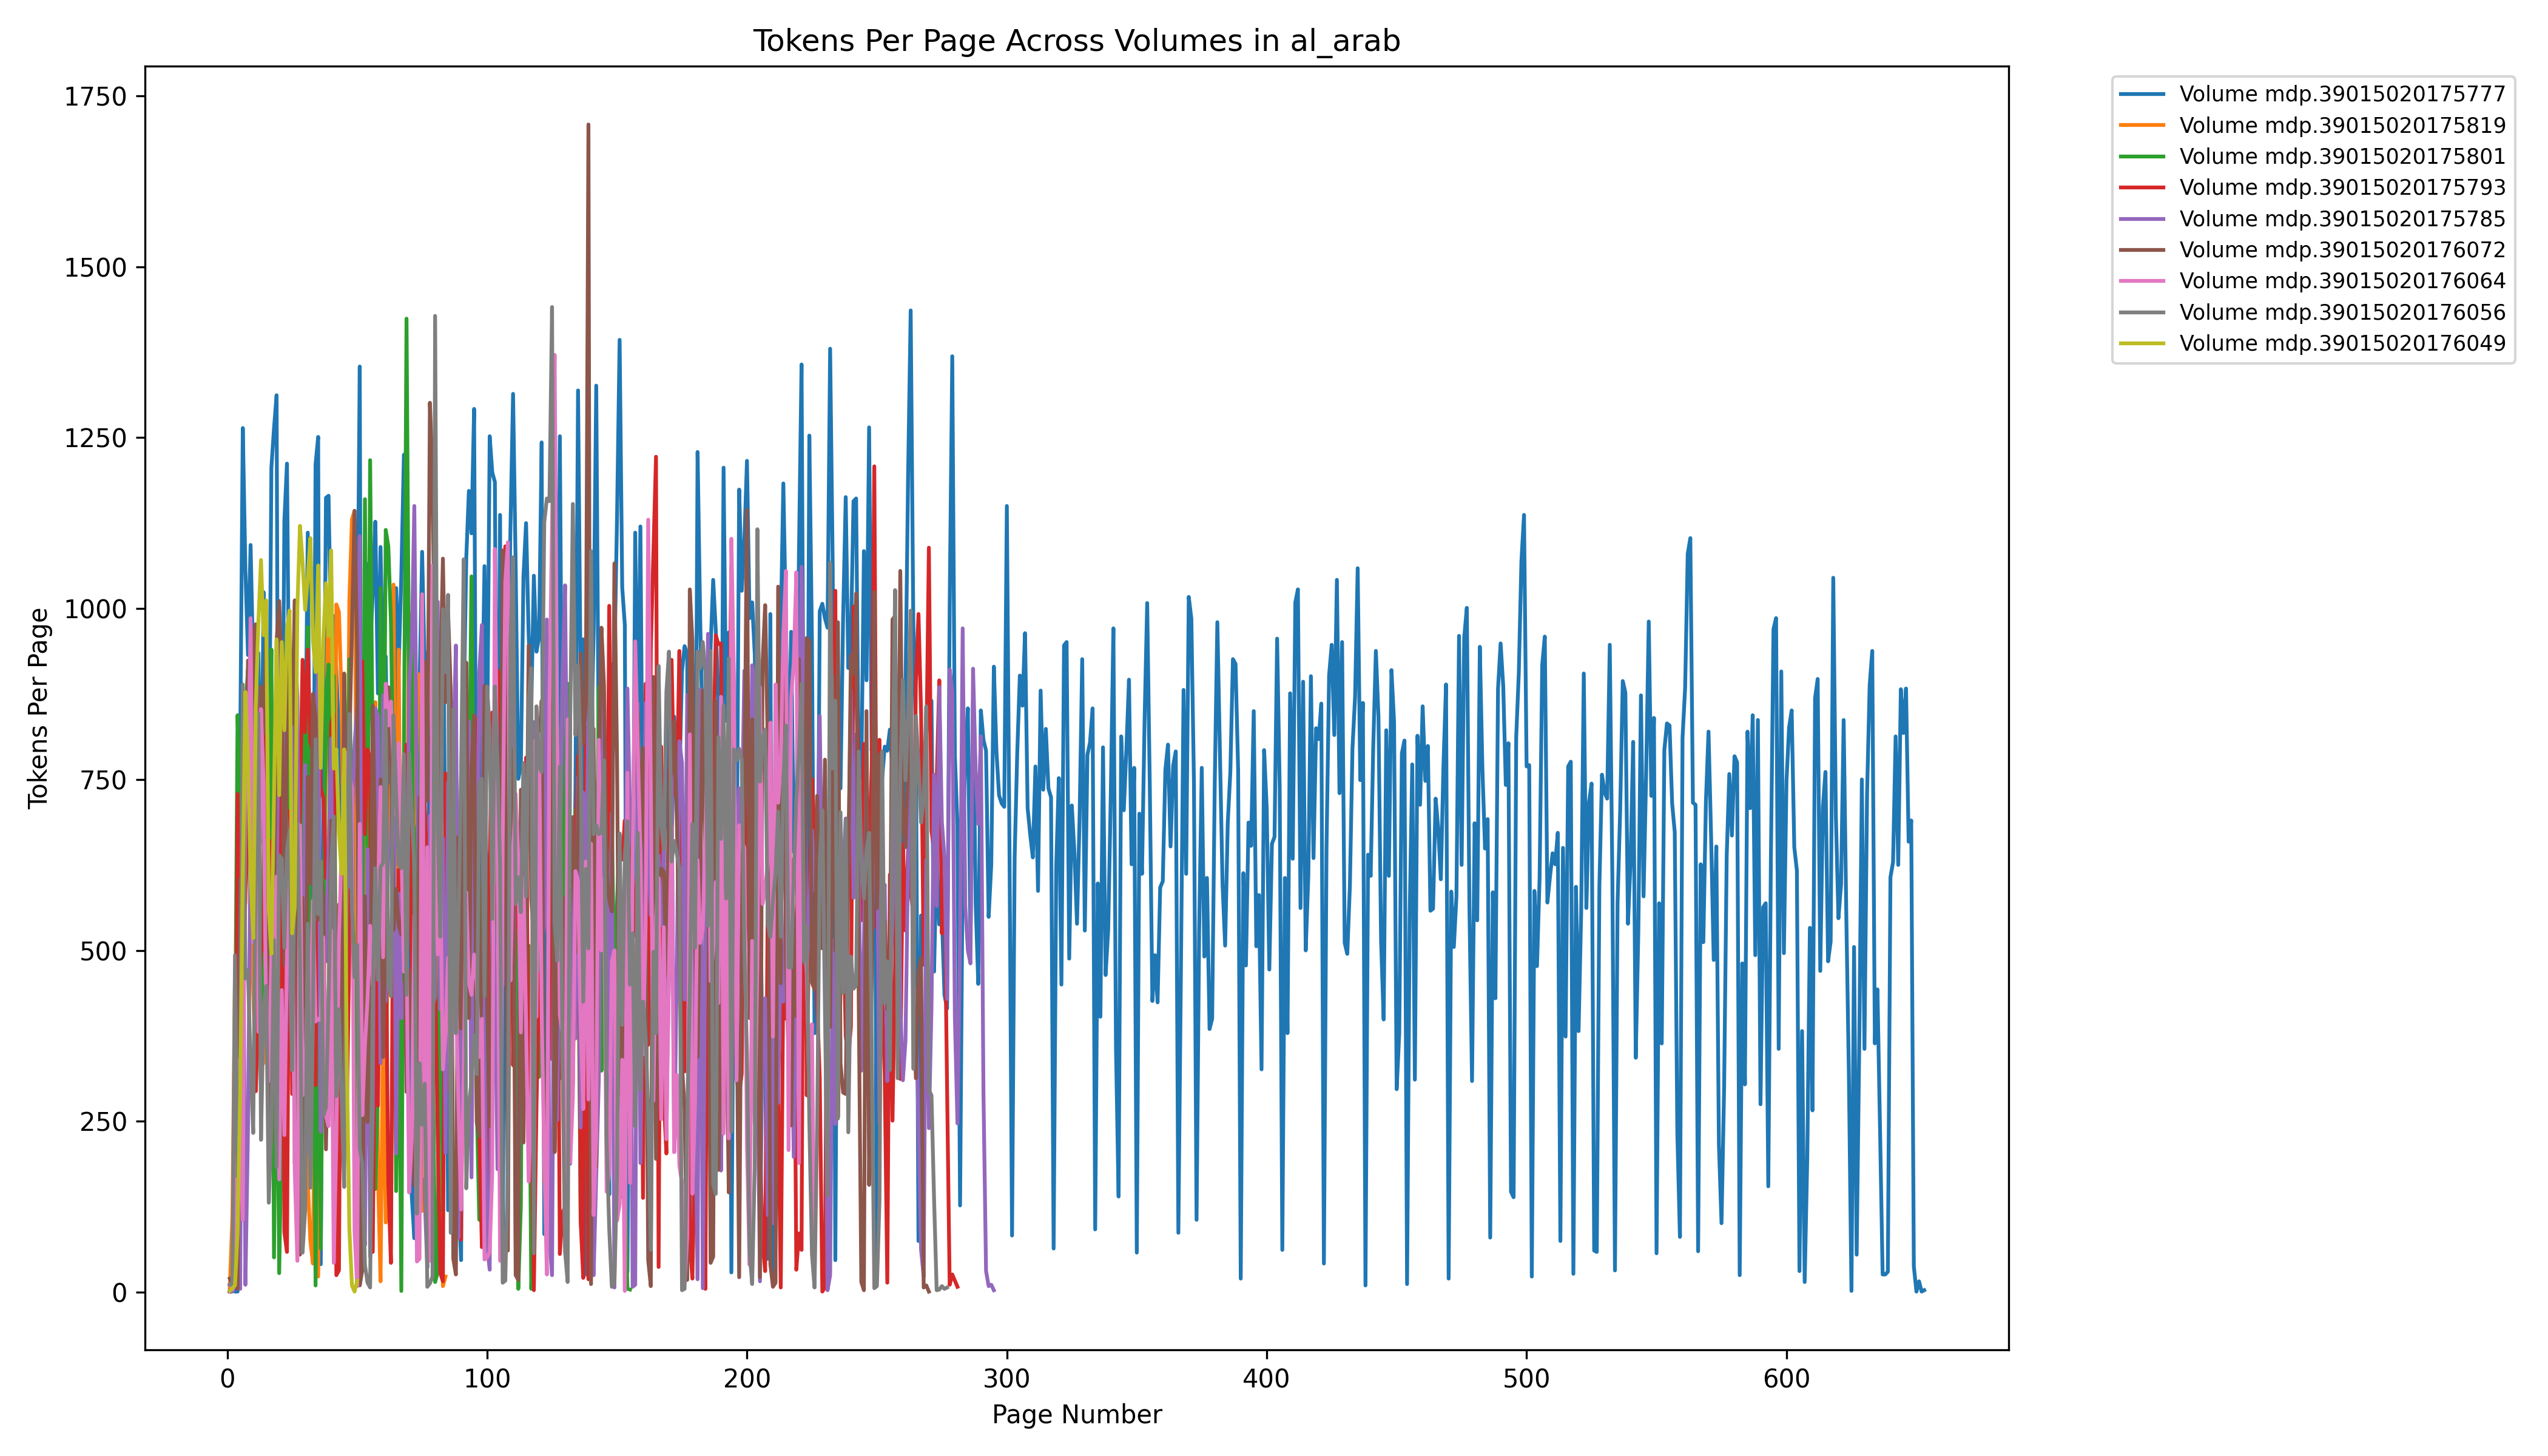 Tokens Per Page Across Volumes in al_arab
1750
1500
1250
1000
750
500
250
0
Tokens Per Page
0 100 200 300 400 500 600
Page Number
Volume mdp.39015020175777
Volume mdp.39015020175819
Volume mdp.39015020175801
Volume mdp.39015020175793
Volume mdp.39015020175785
Volume mdp.39015020176072
Volume mdp.39015020176064
Volume mdp.39015020176056
Volume mdp.39015020176049